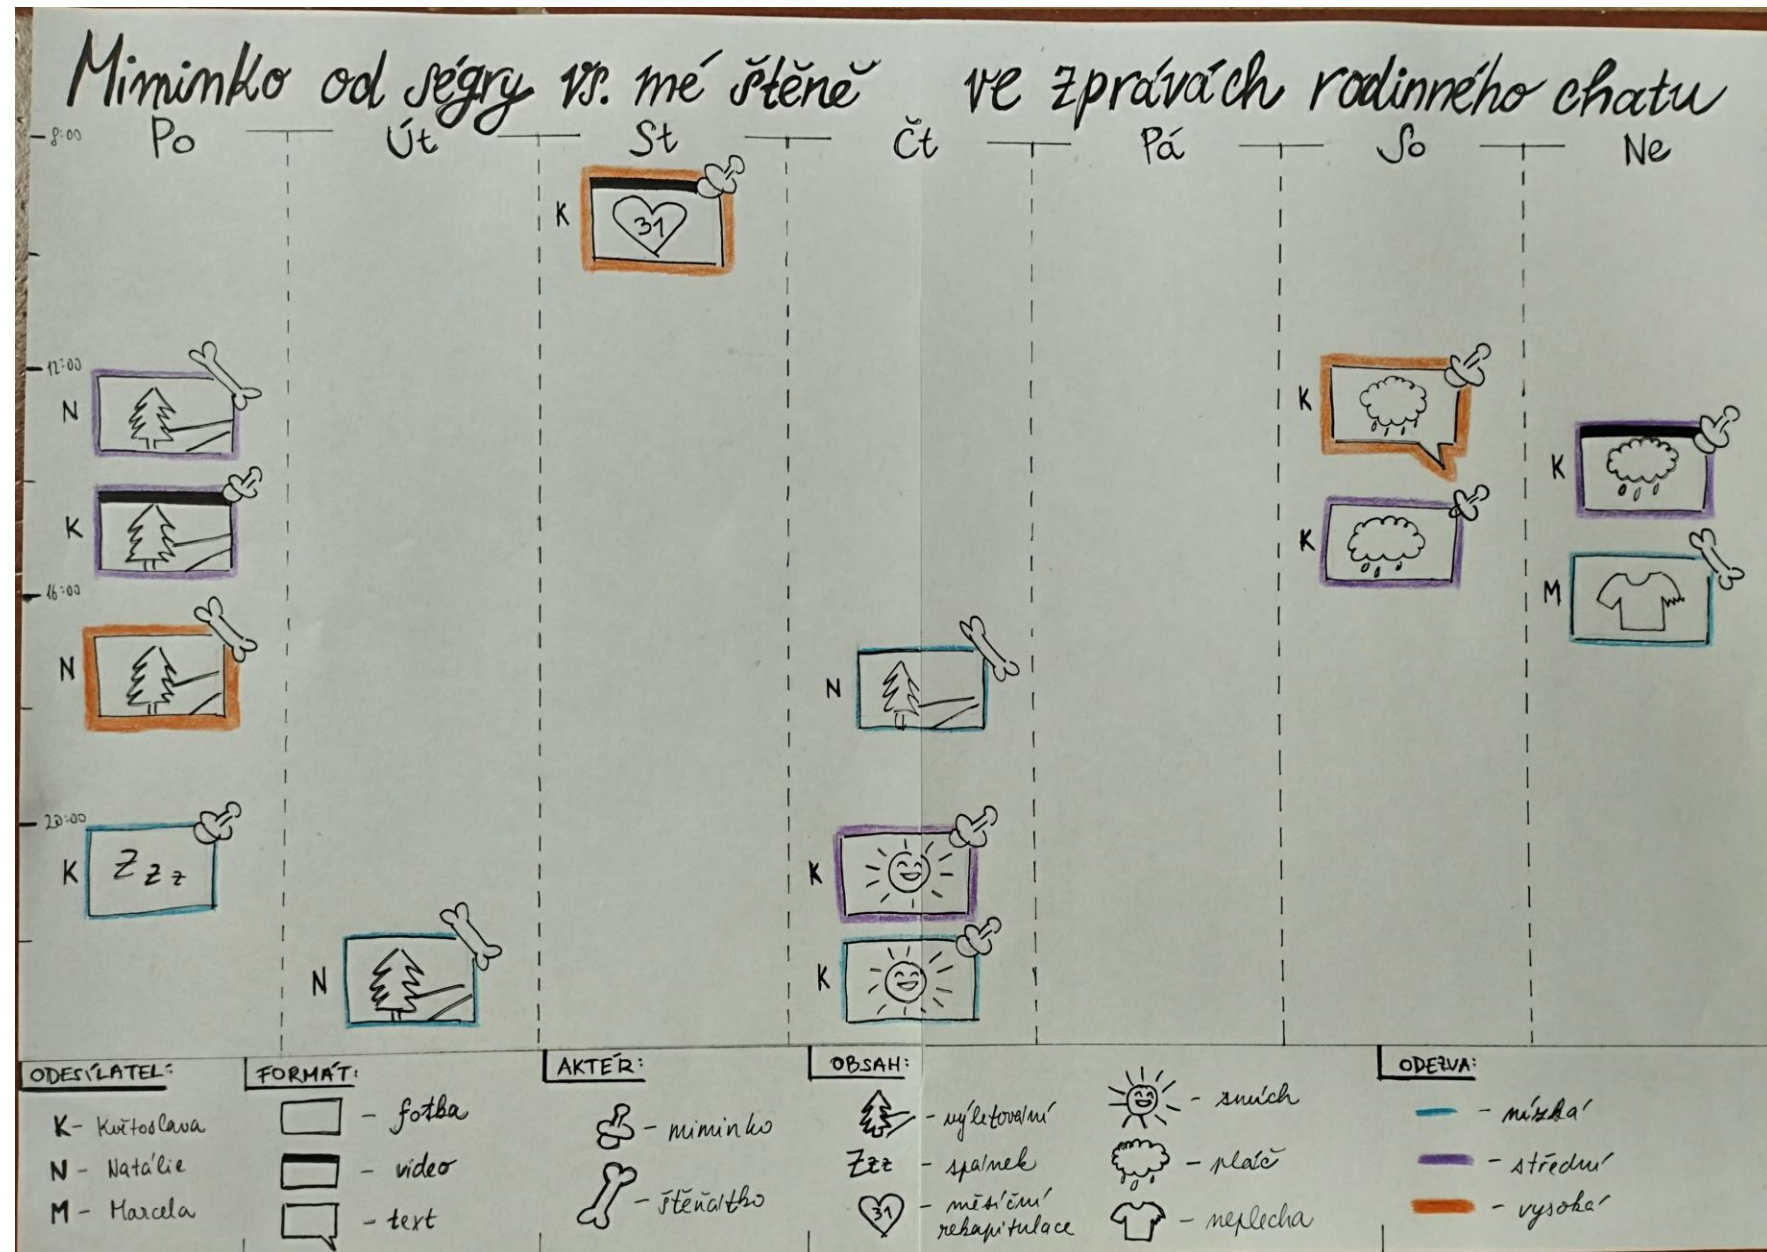 Miminko od ségry vs. mé štěně ve zprávách rodinného chatu
8:00 Po Út St Čt Pá So Ne
K 31
12:00
N
K
K
K
K
16:00
M
N
N
20:00
K Z z z
K
N
K
ODESÍLATEL:
K - Květoslava
N - Natálie
M - Marcela
FORMÁT:
- fotka
- video
- text
AKTÉR:
- miminko
- štěňátko
OBSAH:
- výletování
Zzz - spánek
31 - měsíční
rekapitulace
- smích
- pláč
- neplecha
ODEZVA:
- nízká
- střední
- vysoká